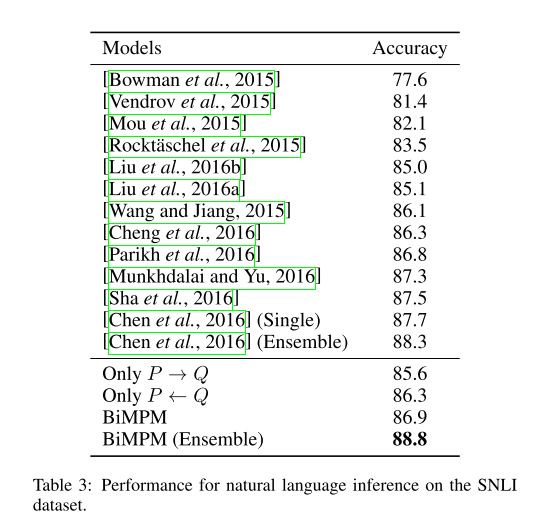 Models Accuracy
[Bowman et al., 2015] 77.6
[Vendrov et al., 2015] 81.4
[Mou et al., 2015] 82.1
[Rocktäschel et al., 2015] 83.5
[Liu et al., 2016b] 85.0
[Liu et al., 2016a] 85.1
[Wang and Jiang, 2015] 86.1
[Cheng et al., 2016] 86.3
[Parikh et al., 2016] 86.8
[Munkhdalai and Yu, 2016] 87.3
[Sha et al., 2016] 87.5
[Chen et al., 2016] (Single) 87.7
[Chen et al., 2016] (Ensemble) 88.3
Only P → Q 85.6
Only P ← Q 86.3
BiMPM 86.9
BiMPM (Ensemble) 88.8
Table 3: Performance for natural language inference on the SNLI
dataset.